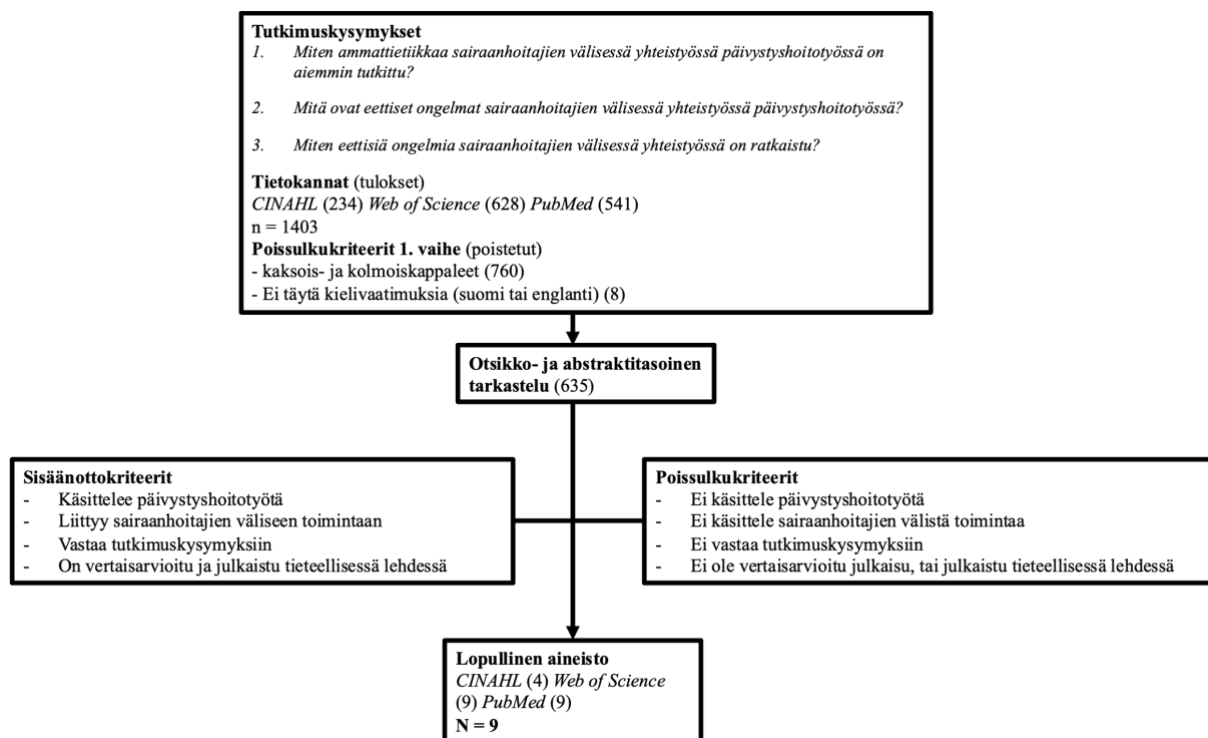 Tutkimuskysymykset
1. Miten ammattietiikkaa sairaanhoitajien välisessä yhteistyössä päivystyshoitotyössä on
aiemmin tutkittu?
2. Mitä ovat eettiset ongelmat sairaanhoitajien välisessä yhteistyössä päivystyshoitotyössä?
3. Miten eettisiä ongelmia sairaanhoitajien välisessä yhteistyössä on ratkaistu?
Tietokannat (tulokset)
CINAHL (234) Web of Science (628) PubMed (541)
n = 1403
Poissulkukriteerit 1. vaihe (poistetut)
- kaksois- ja kolmoiskappaleet (760)
- Ei täytä kielivaatimuksia (suomi tai englanti) (8)
Otsikko- ja abstraktitasoinen
tarkastelu (635)
Sisäänottokriteerit
- Käsittelee päivystyshoitotyötä
- Liittyy sairaanhoitajien väliseen toimintaan
- Vastaa tutkimuskysymyksiin
- On vertaisarvioitu ja julkaistu tieteellisessä lehdessä
Poissulkukriteerit
- Ei käsittele päivystyshoitotyötä
- Ei käsittele sairaanhoitajien välistä toimintaa
- Ei vastaa tutkimuskysymyksiin
- Ei ole vertaisarvioitu julkaisu, tai julkaistu tieteellisessä lehdessä
Lopullinen aineisto
CINAHL (4) Web of Science
(9) PubMed (9)
N = 9